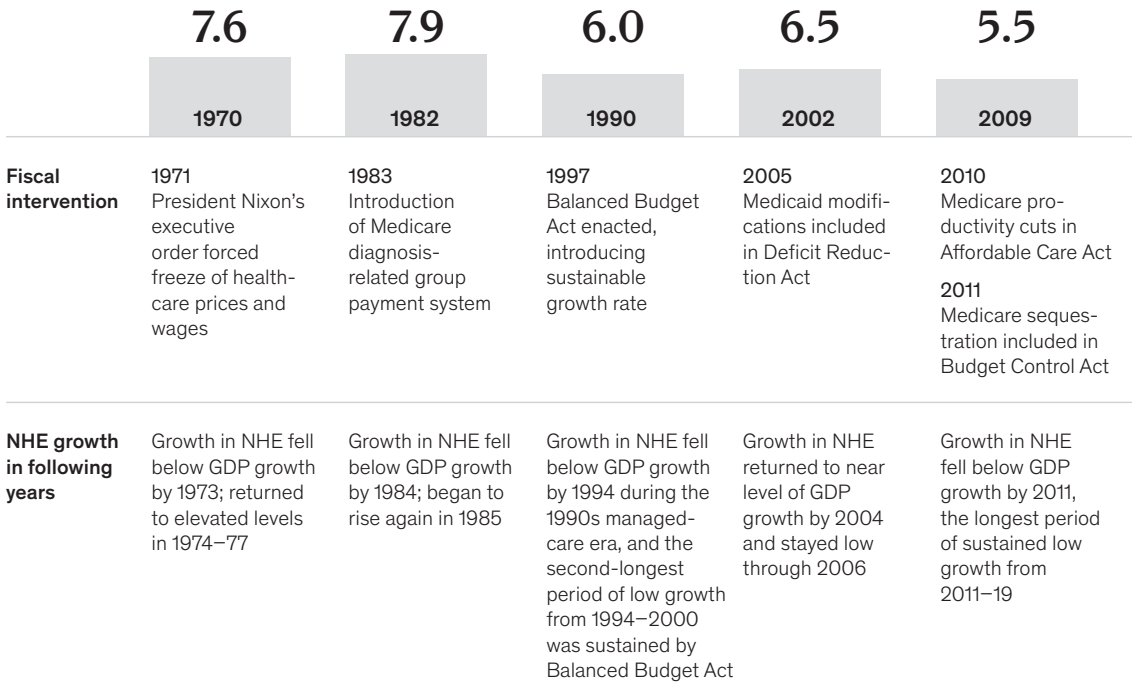 7.6
7.9
6.0
6.5
5.5
1970
1982
1990
2002
2009
Fiscal
intervention
1971
President Nixon’s
executive
order forced
freeze of health-
care prices and
wages
1983
Introduction
of Medicare
diagnosis-
related group
payment system
1997
Balanced Budget
Act enacted,
introducing
sustainable
growth rate
2005
Medicaid modifi-
cations included
in Deficit Reduc-
tion Act
2010
Medicare pro-
ductivity cuts in
Affordable Care Act
2011
Medicare seques-
tration included in
Budget Control Act
NHE growth
in following
years
Growth in NHE fell
below GDP growth
by 1973; returned
to elevated levels
in 1974–77
Growth in NHE fell
below GDP growth
by 1984; began to
rise again in 1985
Growth in NHE fell
below GDP growth
by 1994 during the
1990s managed-
care era, and the
second-longest
period of low growth
from 1994–2000
was sustained by
Balanced Budget Act
Growth in NHE
returned to near
level of GDP
growth by 2004
and stayed low
through 2006
Growth in NHE
fell below GDP
growth by 2011,
the longest period
of sustained low
growth from
2011–19